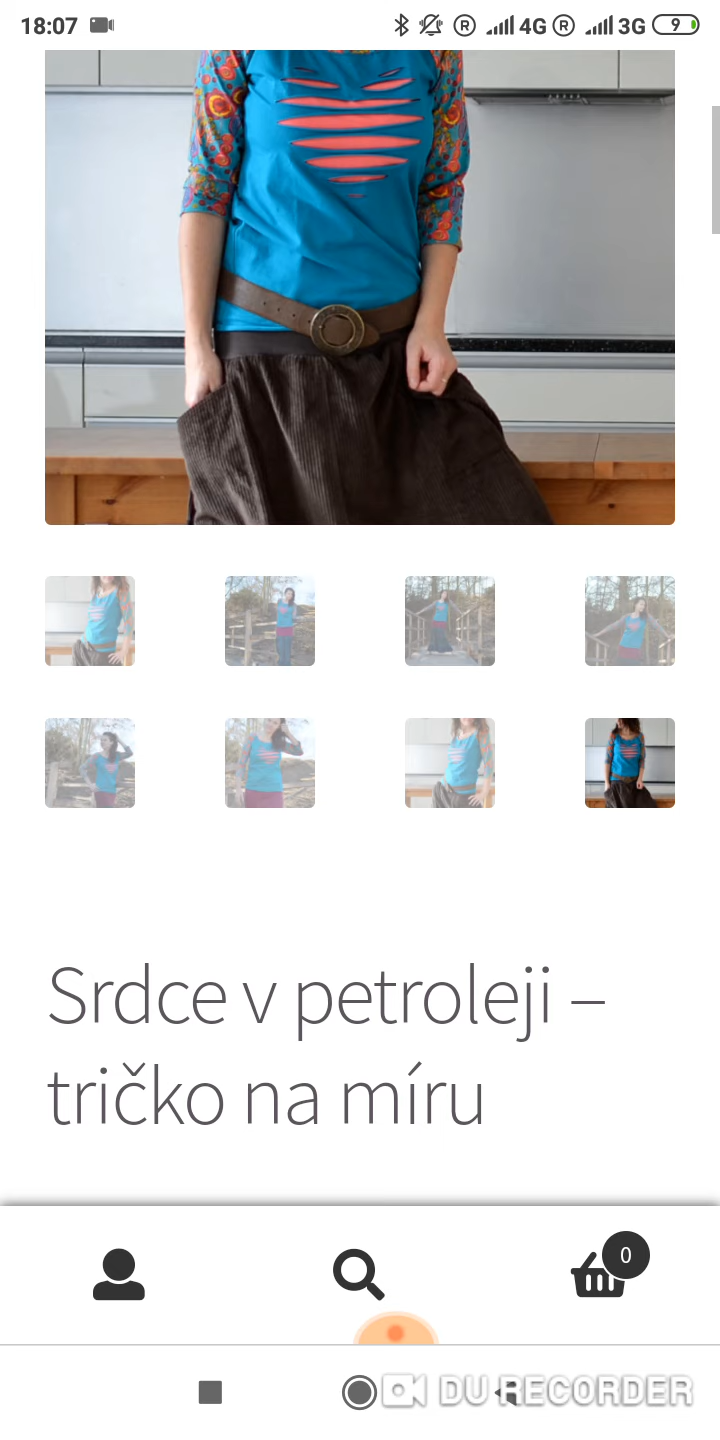 18:07 R 4G R 3G 9
Srdce v petroleji –
tričko na míru
0
DU RECORDER